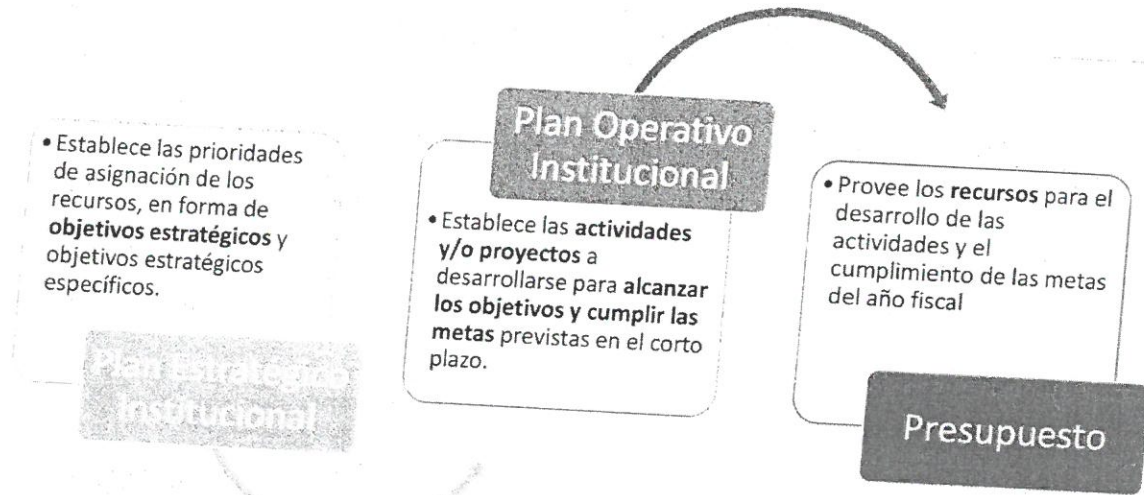 • Establece las prioridades
de asignación de los
recursos, en forma de
objetivos estratégicos y
objetivos estratégicos
específicos.
Plan Estratégico
Institucional
Plan Operativo
Institucional
• Establece las actividades
y/o proyectos a
desarrollarse para alcanzar
los objetivos y cumplir las
metas previstas en el corto
plazo.
• Provee los recursos para el
desarrollo de las
actividades y el
cumplimiento de las metas
del año fiscal
Presupuesto